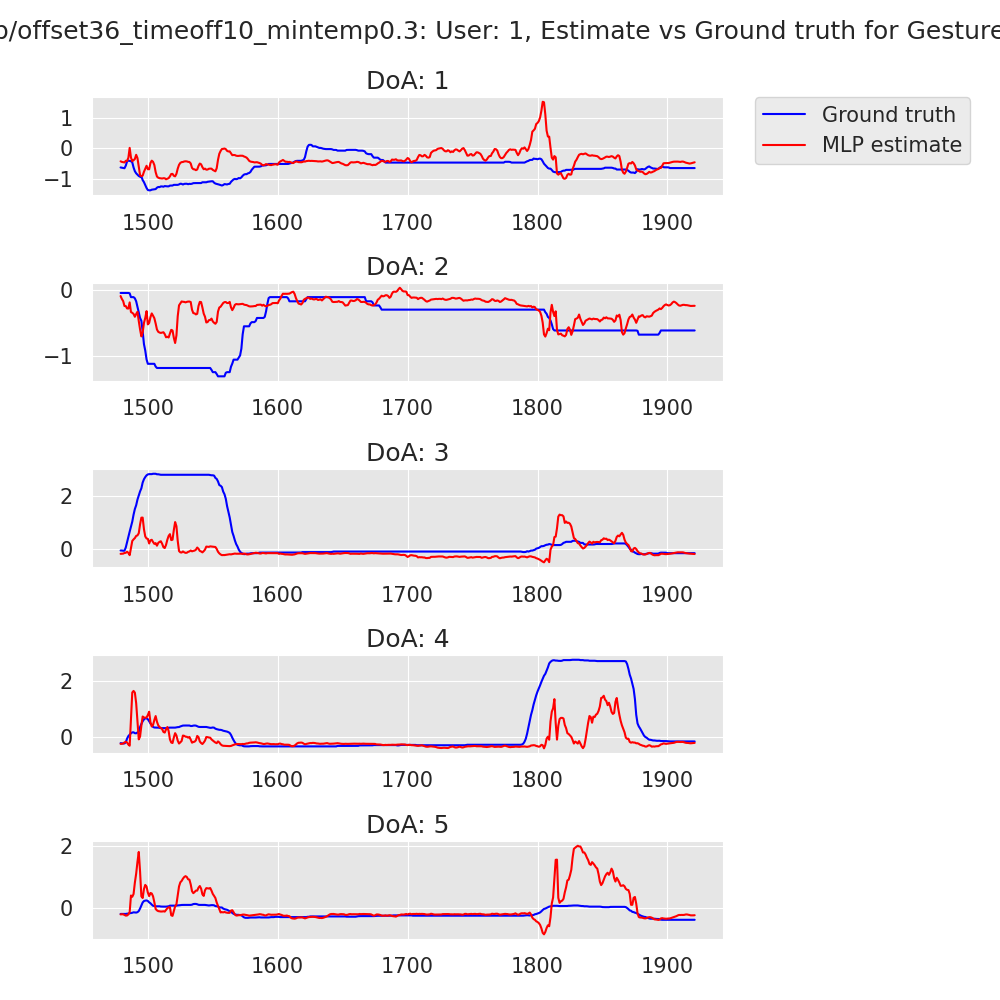 o/offset36_timeoff10_mintemp0.3: User: 1, Estimate vs Ground truth for Gesture
DoA: 1
Ground truth
MLP estimate
1
0
−1
1500 1600 1700 1800 1900
DoA: 2
0
−1
1500 1600 1700 1800 1900
DoA: 3
2
0
1500 1600 1700 1800 1900
DoA: 4
2
0
1500 1600 1700 1800 1900
DoA: 5
2
0
1500 1600 1700 1800 1900